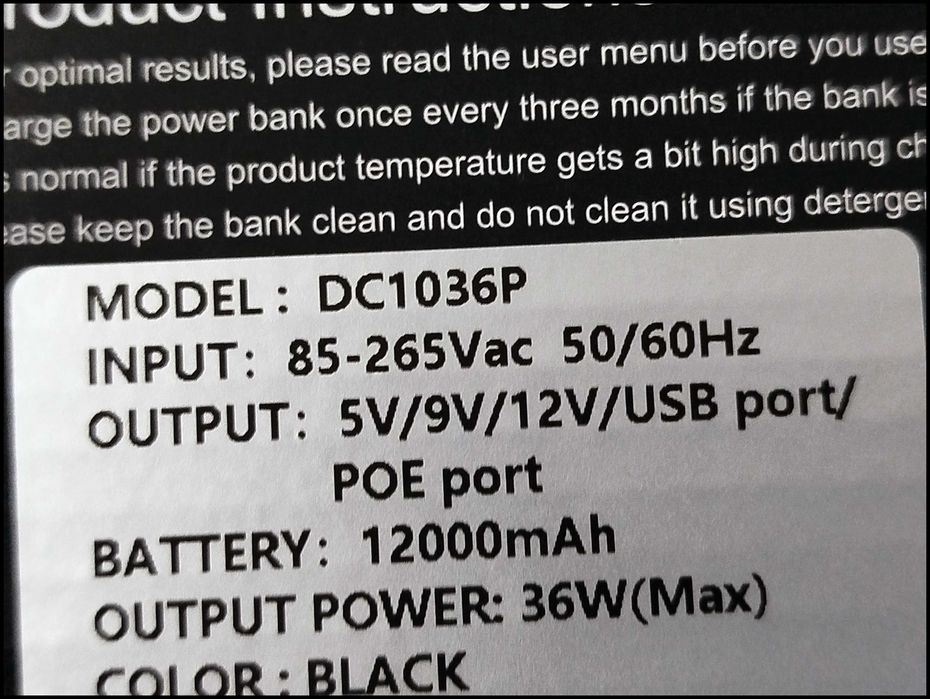 optimal results, please read the user menu before you use
arge the power bank once every three months if the bank is
s normal if the product temperature gets a bit high during ch
ease keep the bank clean and do not clean it using deterge
MODEL : DC1036P
INPUT: 85-265Vac 50/60Hz
OUTPUT: 5V/9V/12V/USB port/
POE port
BATTERY: 12000mAh
OUTPUT POWER: 36W(Max)
COLOR : BLACK